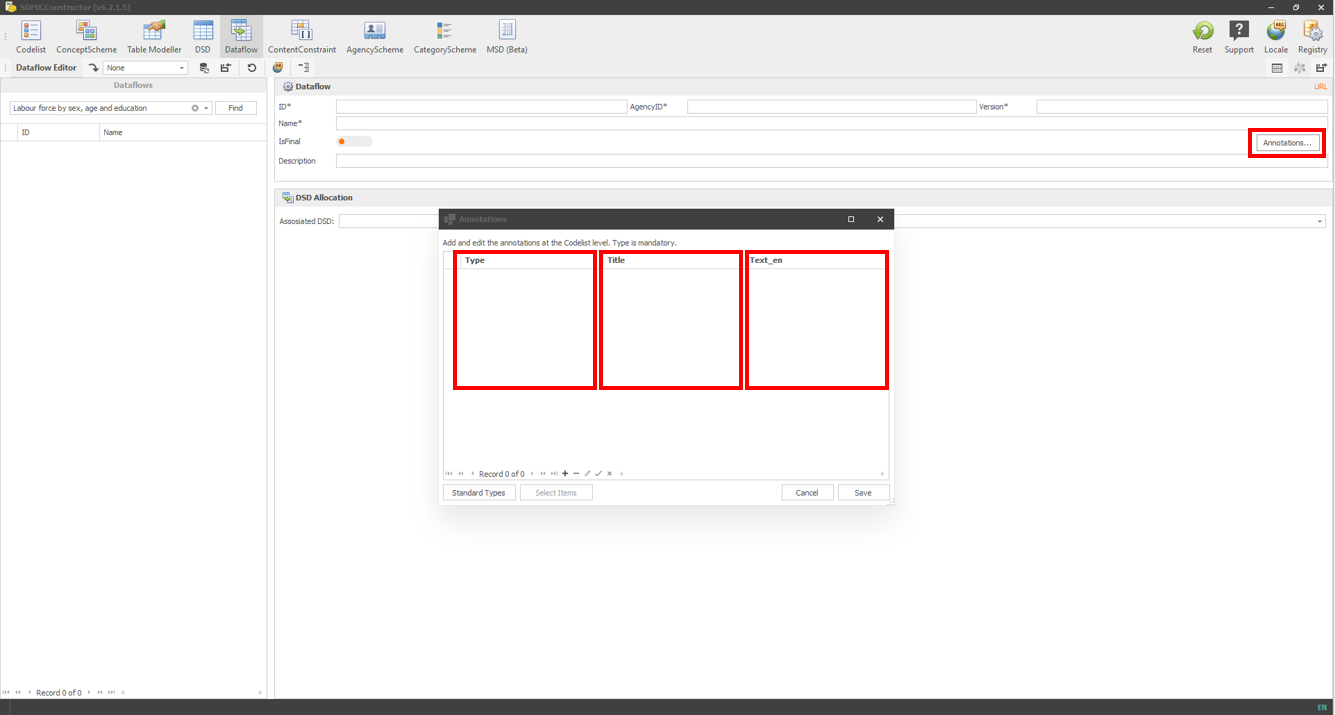 SDMX.Constructor (v6.2.1.5)
Codelist ConceptScheme Table Modeller DSD Dataflow ContentConstraint AgencyScheme CategoryScheme MSD (Beta) Reset Support Locale Registry
Dataflow Editor None
Dataflows
Labour force by sex, age and education Find
ID Name
Record 0 of 0
Dataflow URL
ID* AgencyID* Version*
Name*
IsFinal
Annotations...
Description
DSD Allocation
Assosiated DSD:
Annotations
Add and edit the annotations at the Codelist level. Type is mandatory.
Type Title Text_en
Record 0 of 0
Standard Types Select Items Cancel Save
EN